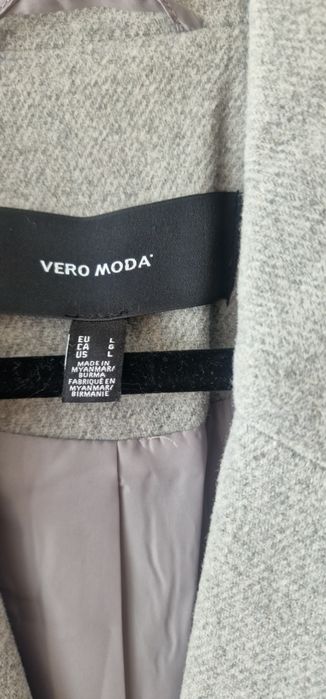 VERO MODA
EU L
CA G
US L
MADE IN
MYANMAR/
BURMA
FABRIQUÉ EN
MYANMAR/
BIRMANIE